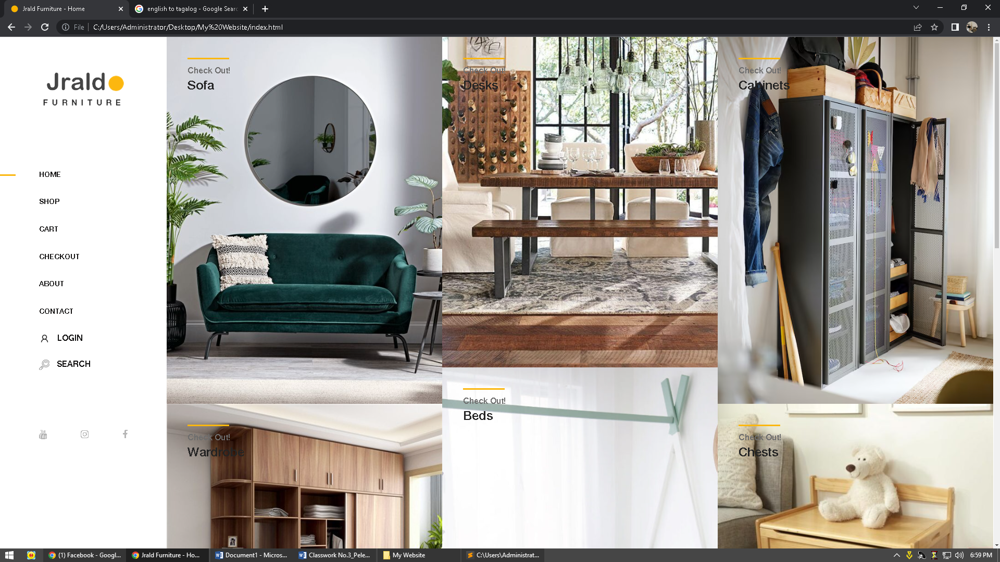 Jrald Furniture - Home
english to tagalog - Google Searc
File
C:/Users/Administrator/Desktop/My%20Website/index.html
Jrald
FURNITURE
HOME
SHOP
CART
CHECKOUT
ABOUT
CONTACT
LOGIN
SEARCH
You
Tube
Check Out!
Sofa
Check Out!
Desks
Check Out!
Cabinets
Check Out!
Wardrobe
Check Out!
Beds
Check Out!
Chests
(1) Facebook - Googl...
Jrald Furniture - Ho...
Document1 - Micros...
Classwork No.3_Pele...
My Website
C:\Users\Administrat...
6:59 PM